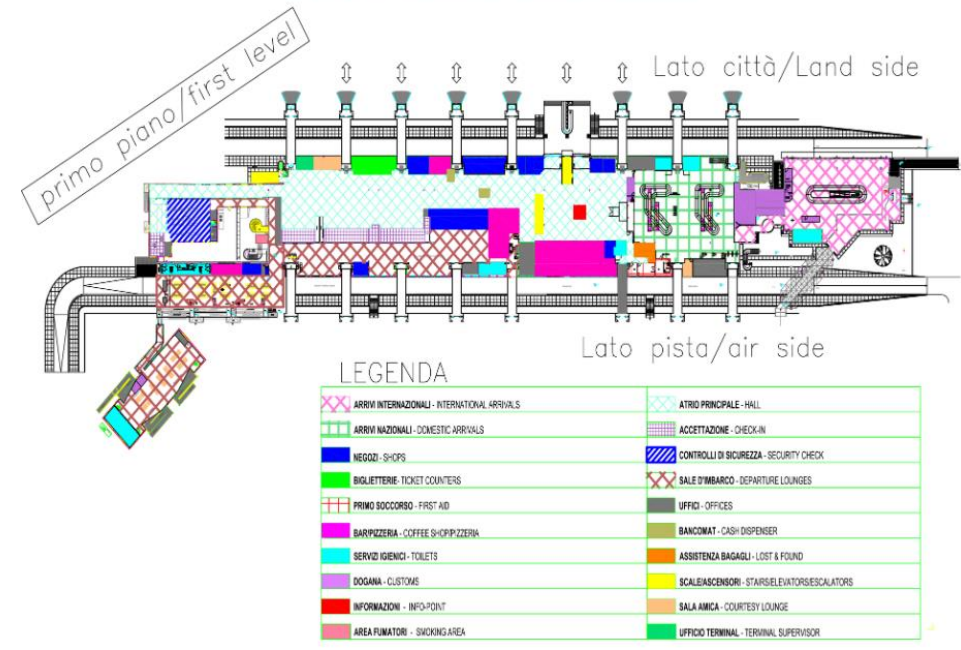 primo piano/first level
Lato città/Land side
Lato pista/air side
LEGENDA
ARRIVI INTERNAZIONALI - INTERNATIONAL ARRIVALS
ATRIO PRINCIPALE - HALL
ARRIVI NAZIONALI - DOMESTIC ARRIVALS
ACCETTAZIONE - CHECK-IN
NEGOZI - SHOPS
CONTROLLI DI SICUREZZA - SECURITY CHECK
BIGLIETTERIE - TICKET COUNTERS
SALE D'IMBARCO - DEPARTURE LOUNGES
PRIMO SOCCORSO - FIRST AID
UFFICI - OFFICES
BAR/PIZZERIA - COFFEE SHOP/PIZZERIA
BANCOMAT - CASH DISPENSER
SERVIZI IGIENICI - TOILETS
ASSISTENZA BAGAGLI - LOST & FOUND
DOGANA - CUSTOMS
SCALE/ASCENSORI - STAIRS/ELEVATORS/ESCALATORS
INFORMAZIONI - INFO-POINT
SALA AMICA - COURTESY LOUNGE
AREA FUMATORI - SMOKING AREA
UFFICIO TERMINAL - TERMINAL SUPERVISOR